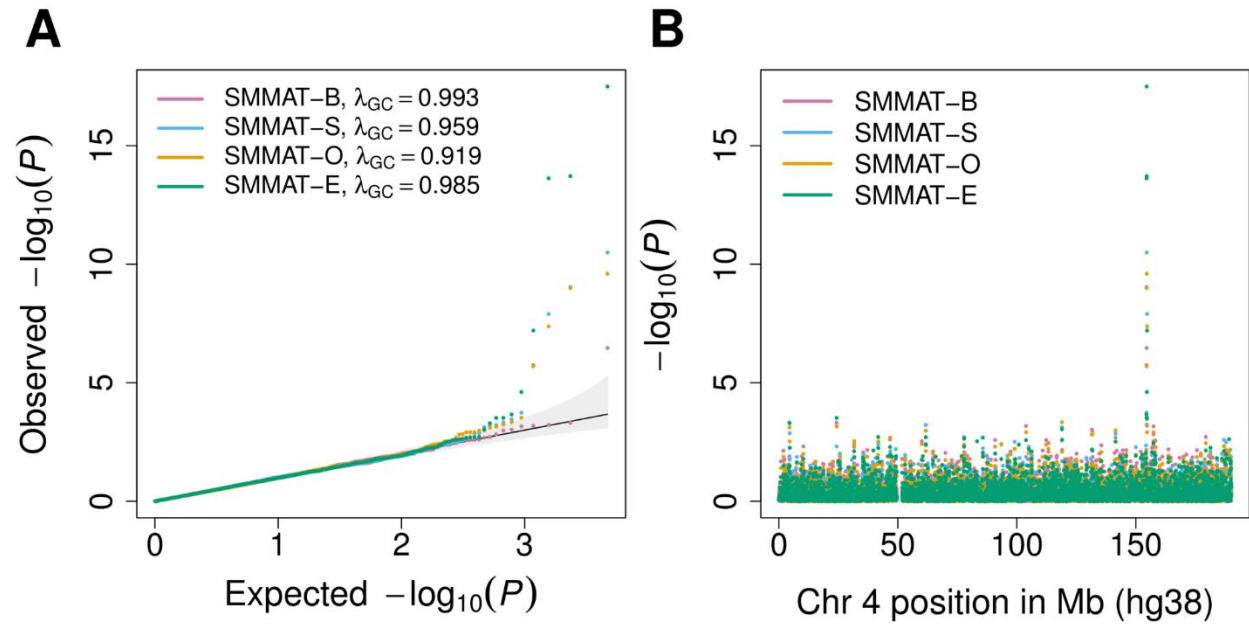 A
SMMAT−B, λGC = 0.993
SMMAT−S, λGC = 0.959
SMMAT−O, λGC = 0.919
SMMAT−E, λGC = 0.985
Observed −log10(P)
15
10
5
0
0 1 2 3
Expected −log10(P)
B
SMMAT−B
SMMAT−S
SMMAT−O
SMMAT−E
−log10(P)
15
10
5
0
0 50 100 150
Chr 4 position in Mb (hg38)